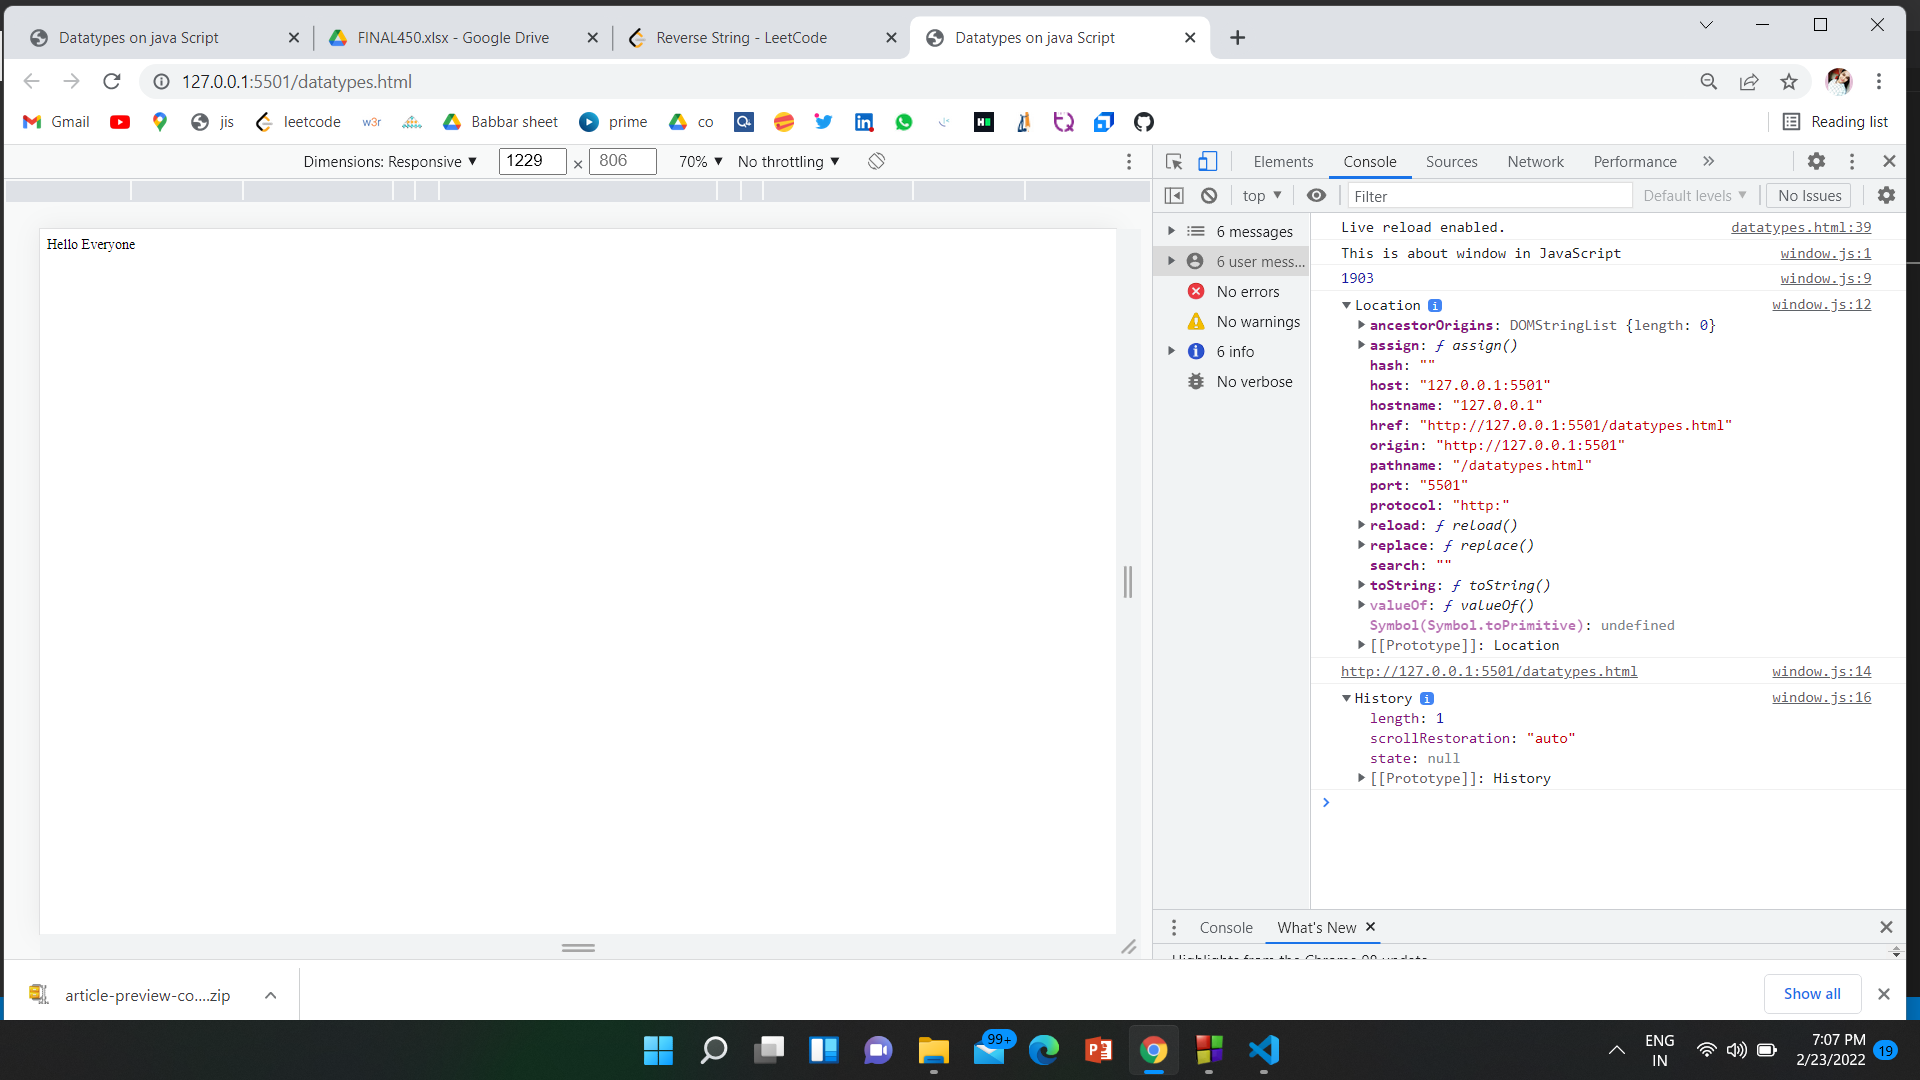 Datatypes on java Script
FINAL450.xlsx - Google Drive
Reverse String - LeetCode
Datatypes on java Script
127.0.0.1:5501/datatypes.html
Gmail
jis
leetcode
w3r
Babbar sheet
prime
co
Reading list
Dimensions: Responsive ▼ 1229 × 806 70% ▼ No throttling ▼
Elements Console Sources Network Performance »
top ▼ Filter Default levels ▼ No Issues
Hello Everyone
6 messages
6 user mess...
No errors
No warnings
6 info
No verbose
Live reload enabled. datatypes.html:39
This is about window in JavaScript window.js:1
1903 window.js:9
Location i window.js:12
ancestorOrigins: DOMStringList {length: 0}
assign: ƒ assign()
hash: ""
host: "127.0.0.1:5501"
hostname: "127.0.0.1"
href: "http://127.0.0.1:5501/datatypes.html"
origin: "http://127.0.0.1:5501"
pathname: "/datatypes.html"
port: "5501"
protocol: "http:"
reload: ƒ reload()
replace: ƒ replace()
search: ""
toString: ƒ toString()
valueOf: ƒ valueOf()
Symbol(Symbol.toPrimitive): undefined
[[Prototype]]: Location
http://127.0.0.1:5501/datatypes.html window.js:14
History i window.js:16
length: 1
scrollRestoration: "auto"
state: null
[[Prototype]]: History
Console What's New
Highlights from the Chrome 98 update
article-preview-co....zip
Show all
99+
ENG
IN
7:07 PM
2/23/2022
19